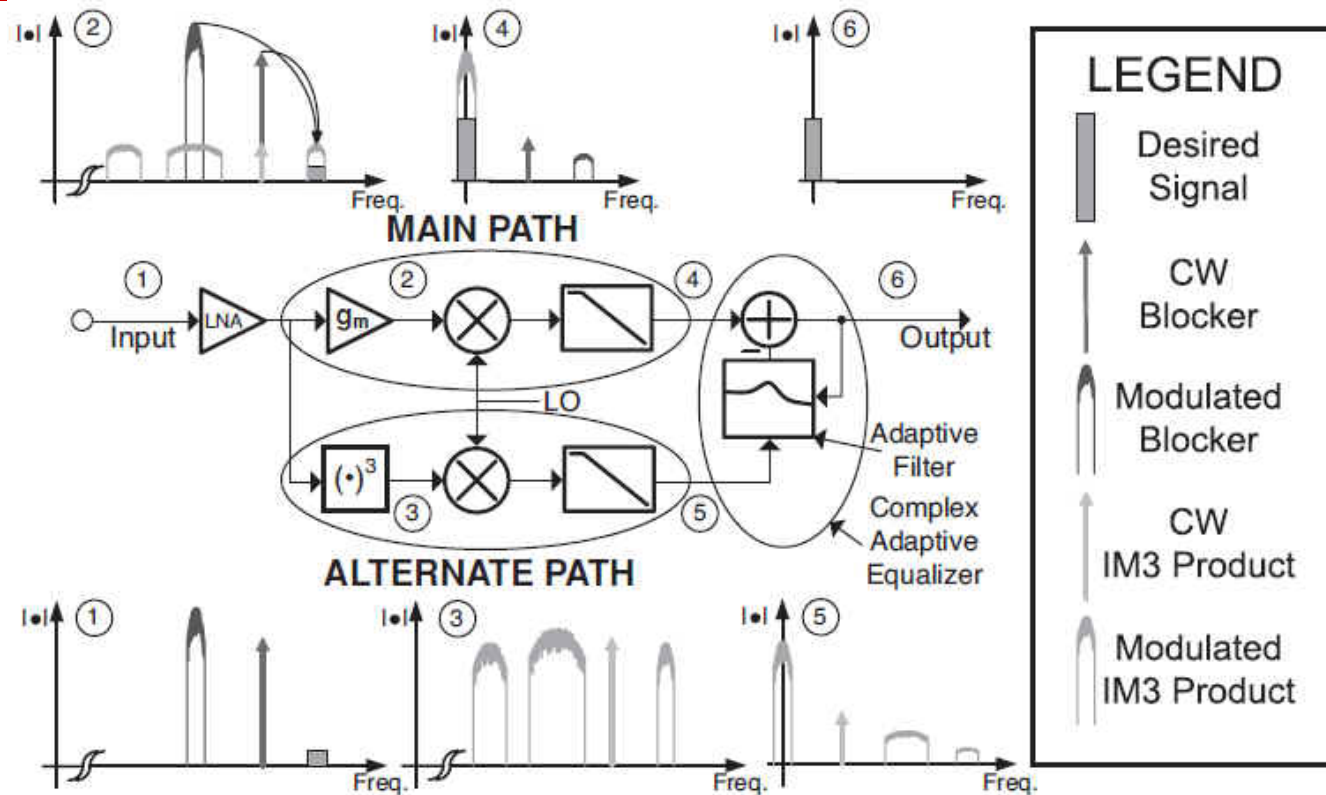 |●| ② Freq.
|●| ④ Freq.
|●| ⑥ Freq.
MAIN PATH
① ② ④ ⑥
Input LNA gm Output
LO
(•)³
③ ⑤
Adaptive
Filter
Complex
Adaptive
Equalizer
ALTERNATE PATH
|●| ① Freq.
|●| ③ Freq.
|●| ⑤ Freq.
LEGEND
Desired
Signal
CW
Blocker
Modulated
Blocker
CW
IM3 Product
Modulated
IM3 Product